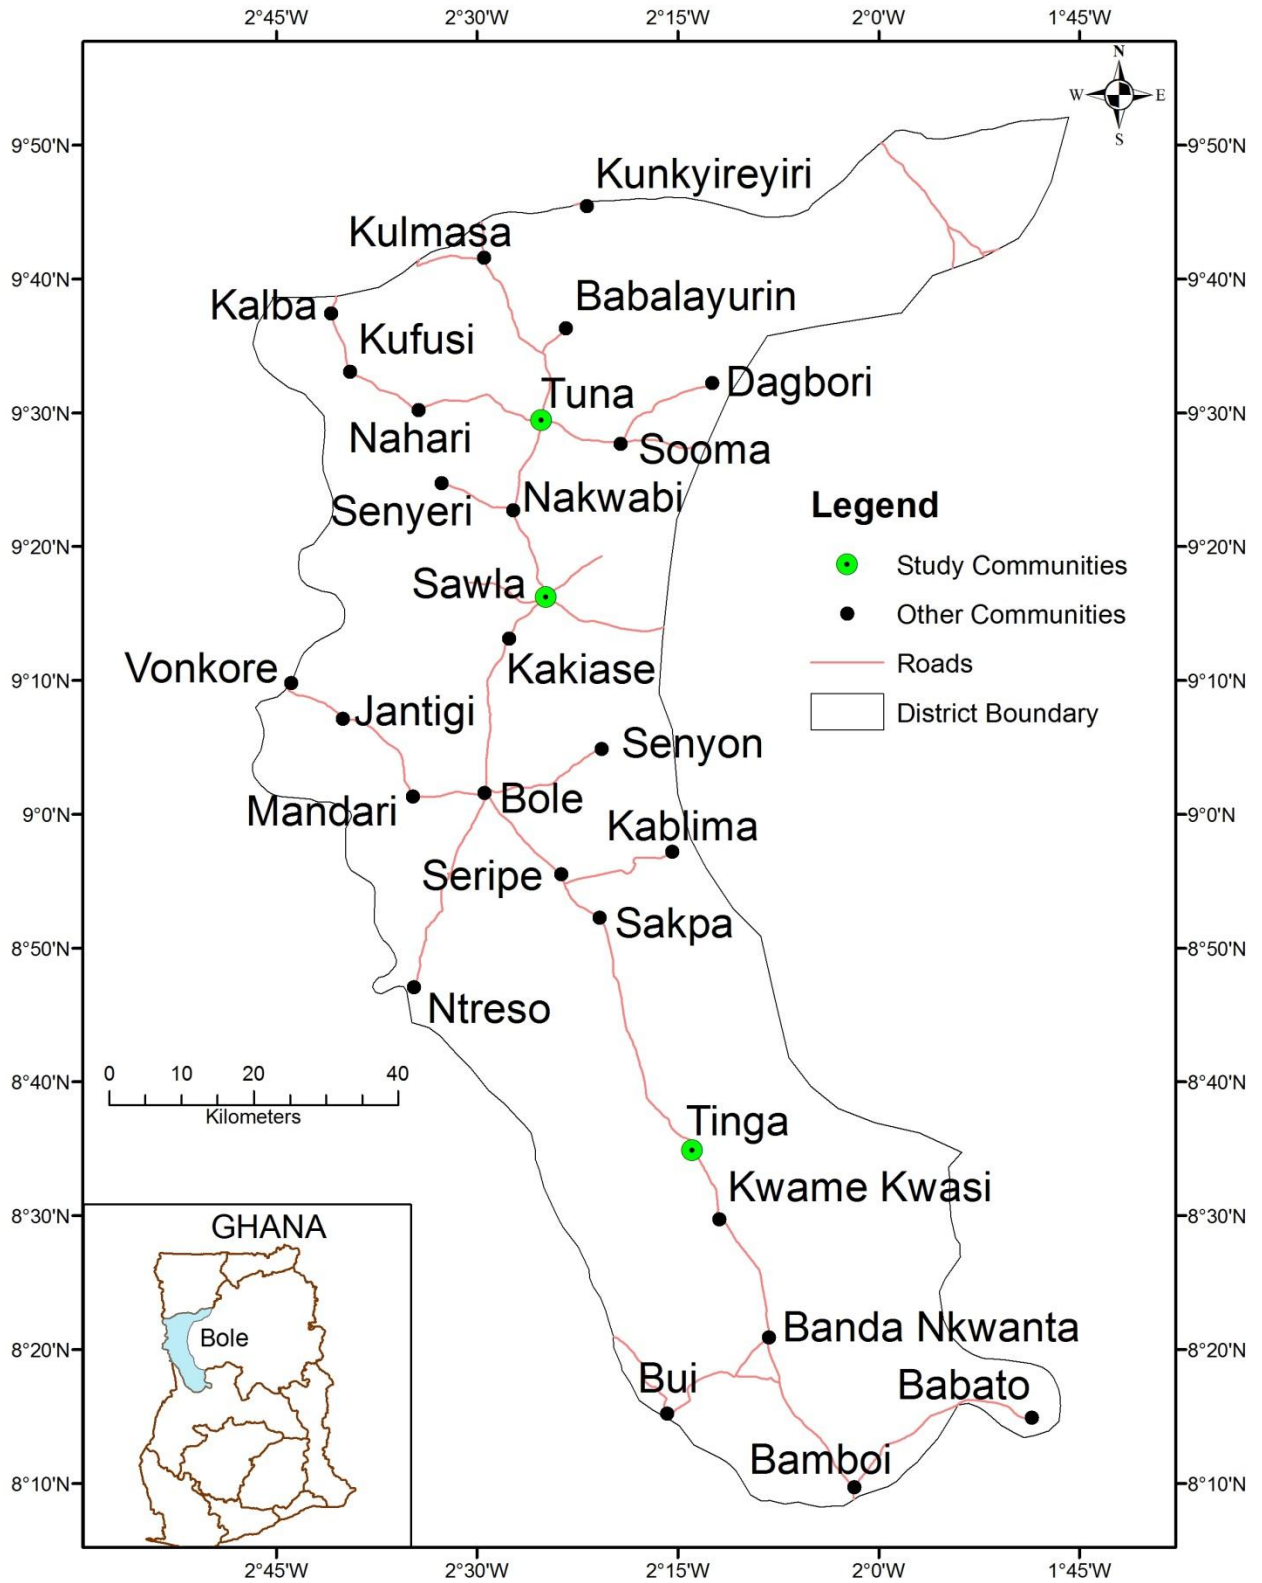 2°45'W
2°30'W
2°15'W
2°0'W
1°45'W
N
W
E
S
9°50'N
9°50'N
Kunkyireyiri
Kulmasa
9°40'N
9°40'N
Kalba
Babalayurin
Kufusi
Dagbori
Tuna
9°30'N
9°30'N
Nahari
Sooma
Senyeri
Nakwabi
Legend
9°20'N
9°20'N
Study Communities
Sawla
Other Communities
Vonkore
Kakiase
Roads
9°10'N
9°10'N
Jantigi
District Boundary
Senyon
Mandari
Bole
9°0'N
9°0'N
Kablima
Seripe
Sakpa
8°50'N
8°50'N
Ntreso
0
10
20
40
Kilometers
8°40'N
8°40'N
Tinga
Kwame Kwasi
8°30'N
8°30'N
GHANA
Bole
Banda Nkwanta
8°20'N
8°20'N
Bui
Babato
Bamboi
8°10'N
8°10'N
2°45'W
2°30'W
2°15'W
2°0'W
1°45'W